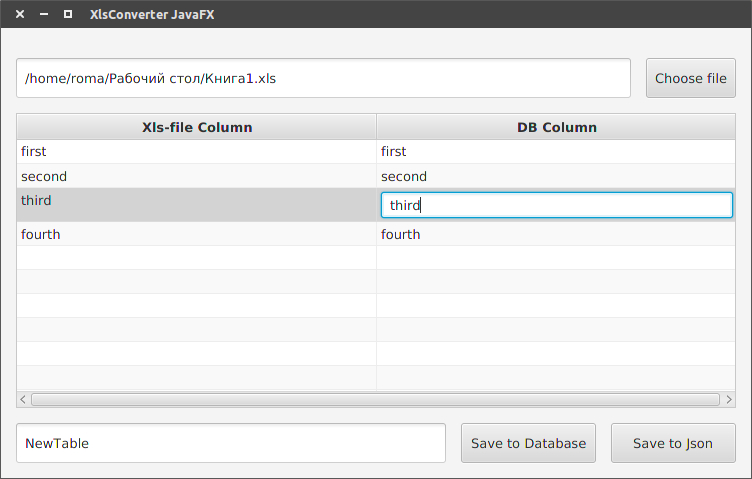 XlsConverter JavaFX
/home/roma/Рабочий стол/Книга1.xls Choose file
Xls-file Column DB Column
first first
second second
third third
fourth fourth
NewTable Save to Database Save to Json